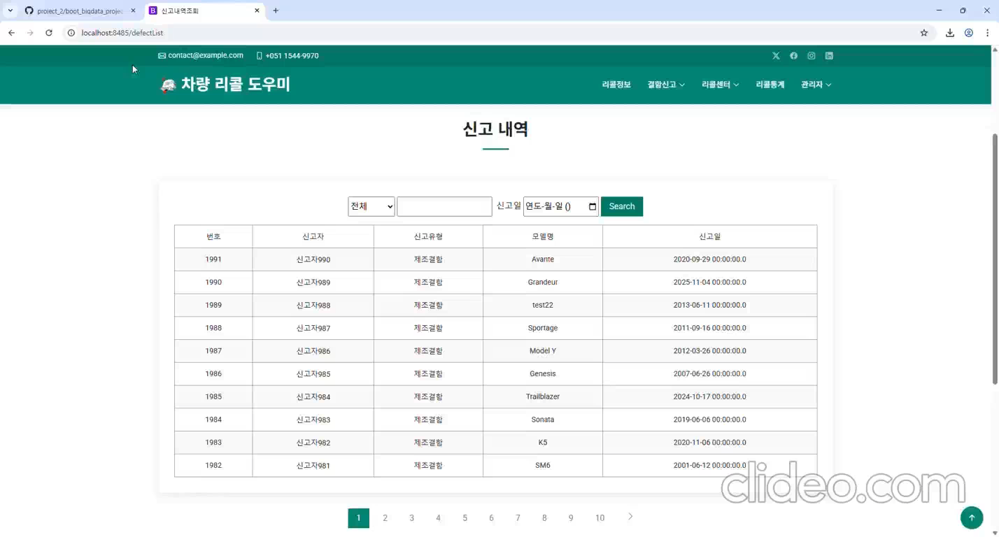 project_2/boot_bigdata_projec
신고내역조회
localhost:8485/defectList
contact@example.com +051 1544-9970
차량 리콜 도우미
리콜정보 결함신고 리콜센터 리콜통계 관리자
신고 내역
전체 신고일 연도-월-일 () Search
번호 신고자 신고유형 모델명 신고일
1991 신고자990 제조결함 Avante 2020-09-29 00:00:00.0
1990 신고자989 제조결함 Grandeur 2025-11-04 00:00:00.0
1989 신고자988 제조결함 test22 2013-06-11 00:00:00.0
1988 신고자987 제조결함 Sportage 2011-09-16 00:00:00.0
1987 신고자986 제조결함 Model Y 2012-03-26 00:00:00.0
1986 신고자985 제조결함 Genesis 2007-06-26 00:00:00.0
1985 신고자984 제조결함 Trailblazer 2024-10-17 00:00:00.0
1984 신고자983 제조결함 Sonata 2019-06-06 00:00:00.0
1983 신고자982 제조결함 K5 2020-11-06 00:00:00.0
1982 신고자981 제조결함 SM6 2001-06-12 00:00:00.0
clideo.com
1 2 3 4 5 6 7 8 9 10